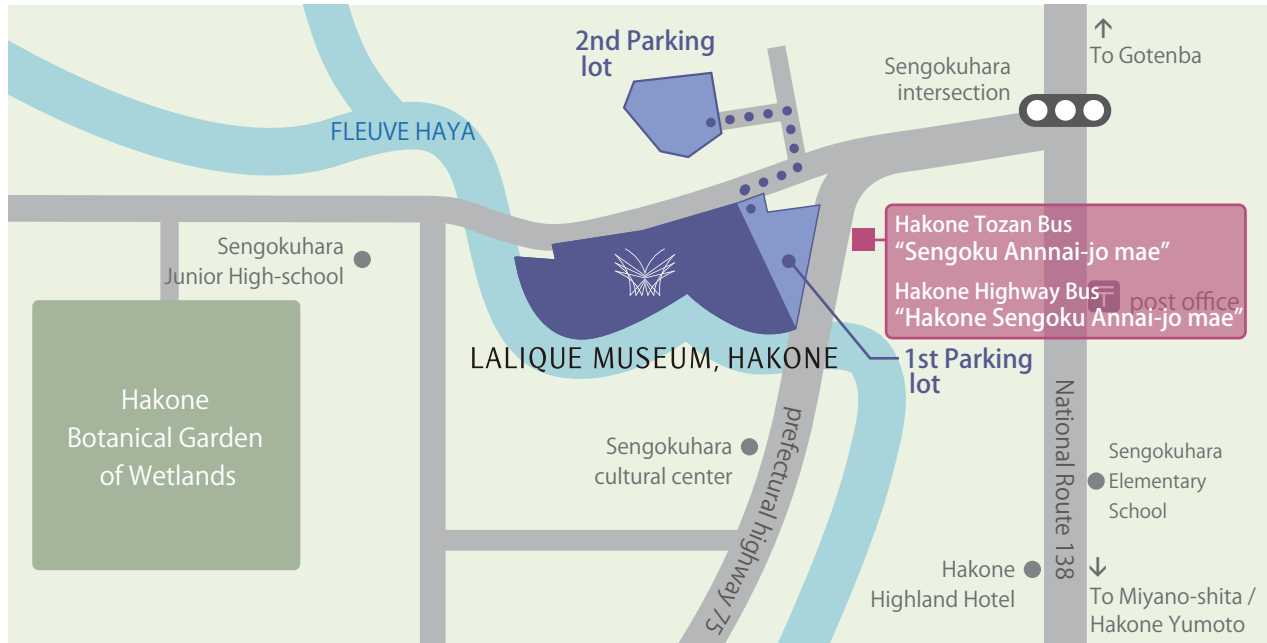 2nd Parking
lot
To Gotenba
Sengokuhara
intersection
FLEUVE HAYA
Hakone Tozan Bus
“Sengoku Annnai-jo mae”
Hakone Highway Bus
“Hakone Sengoku Annai-jo mae”
post office
Sengokuhara
Junior High-school
LALIQUE MUSEUM, HAKONE
1st Parking
lot
Hakone
Botanical Garden
of Wetlands
Sengokuhara
cultural center
prefectural highway 75
National Route 138
Sengokuhara
Elementary
School
Hakone
Highland Hotel
To Miyano-shita /
Hakone Yumoto